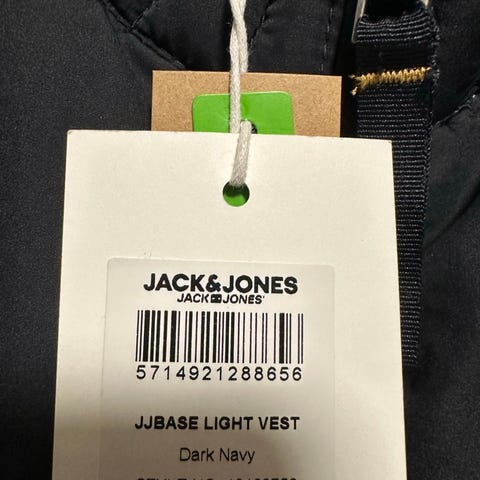 JACK&JONES
JACK JONES®
5714921288656
JJBASE LIGHT VEST
Dark Navy